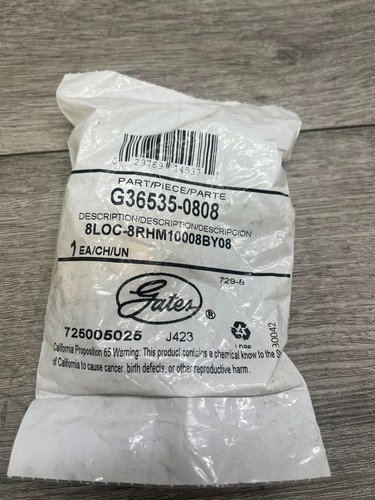 PART/PIECE/PARTE
G36535-0808
DESCRIPTION/DESCRIPTION/DESCRIPCION
8LOC-8RHM10008BY08
1 EA/CH/UN
729-8
Gates ®
725005025 J423
LDPE
30042
California Proposition 65 Warning: This product contains a chemical know to the
of California to cause cancer, birth defects, or other reproductive harm.